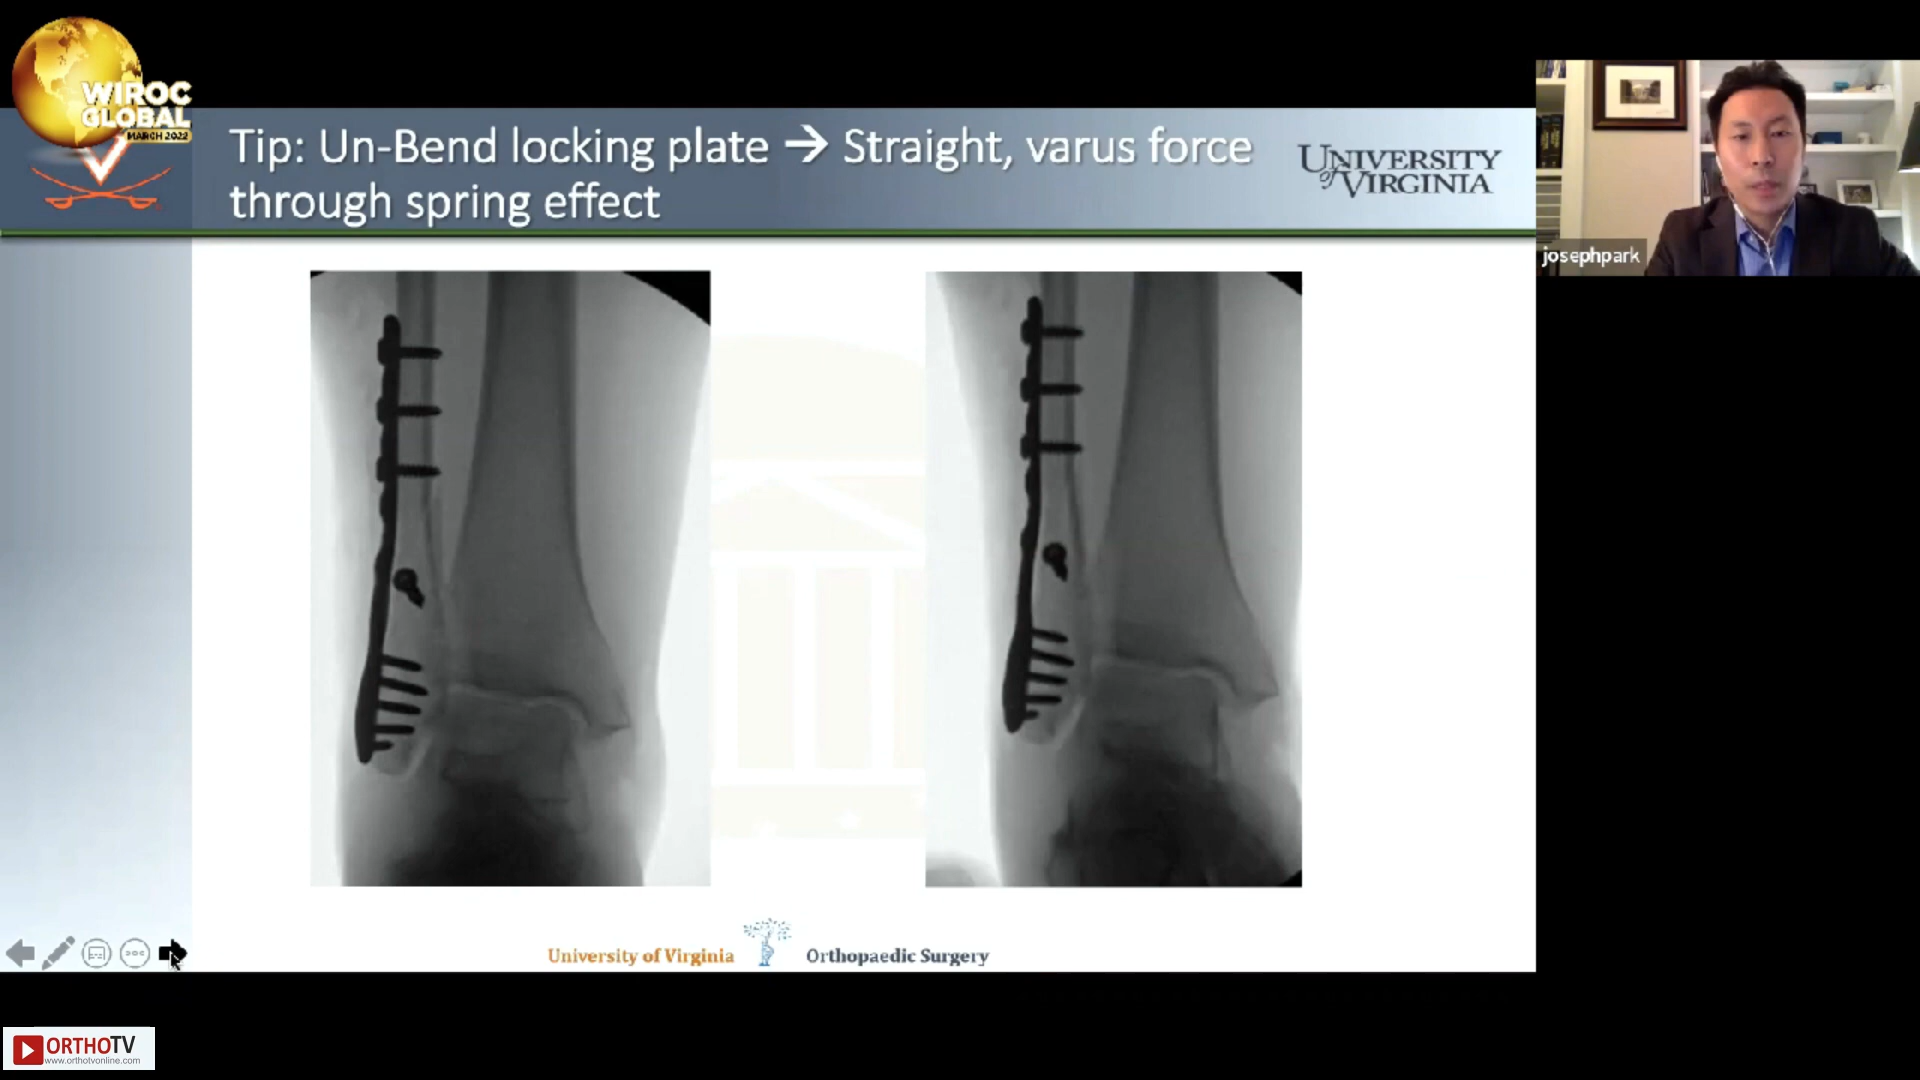 WIROC
GLOBAL
MARCH 2022
Tip: Un-Bend locking plate → Straight, varus force
through spring effect
UNIVERSITY
of VIRGINIA
josephpark
University of Virginia Orthopaedic Surgery
ORTHOTV
www.orthotvonline.com